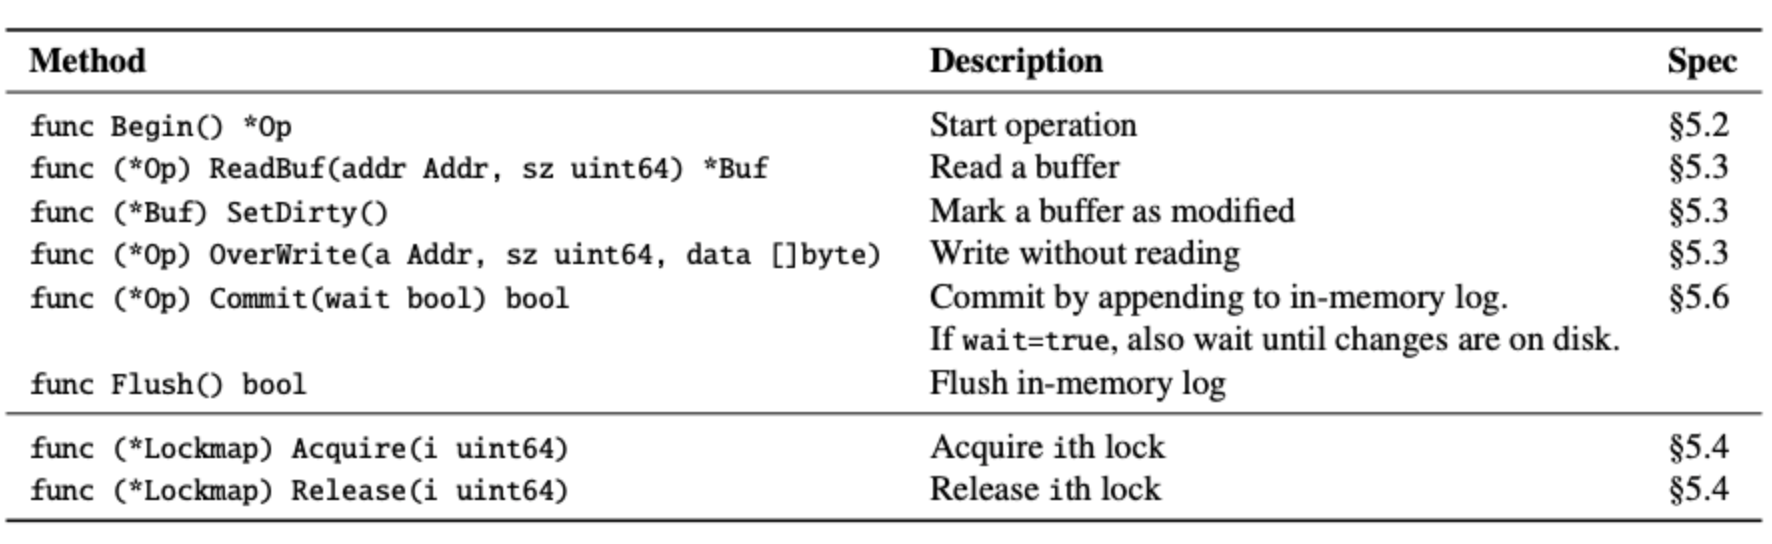 Method Description Spec
func Begin() *Op Start operation §5.2
func (*Op) ReadBuf(addr Addr, sz uint64) *Buf Read a buffer §5.3
func (*Buf) SetDirty() Mark a buffer as modified §5.3
func (*Op) OverWrite(a Addr, sz uint64, data []byte) Write without reading §5.3
func (*Op) Commit(wait bool) bool Commit by appending to in-memory log. §5.6
If wait=true, also wait until changes are on disk.
func Flush() bool Flush in-memory log
func (*Lockmap) Acquire(i uint64) Acquire ith lock §5.4
func (*Lockmap) Release(i uint64) Release ith lock §5.4